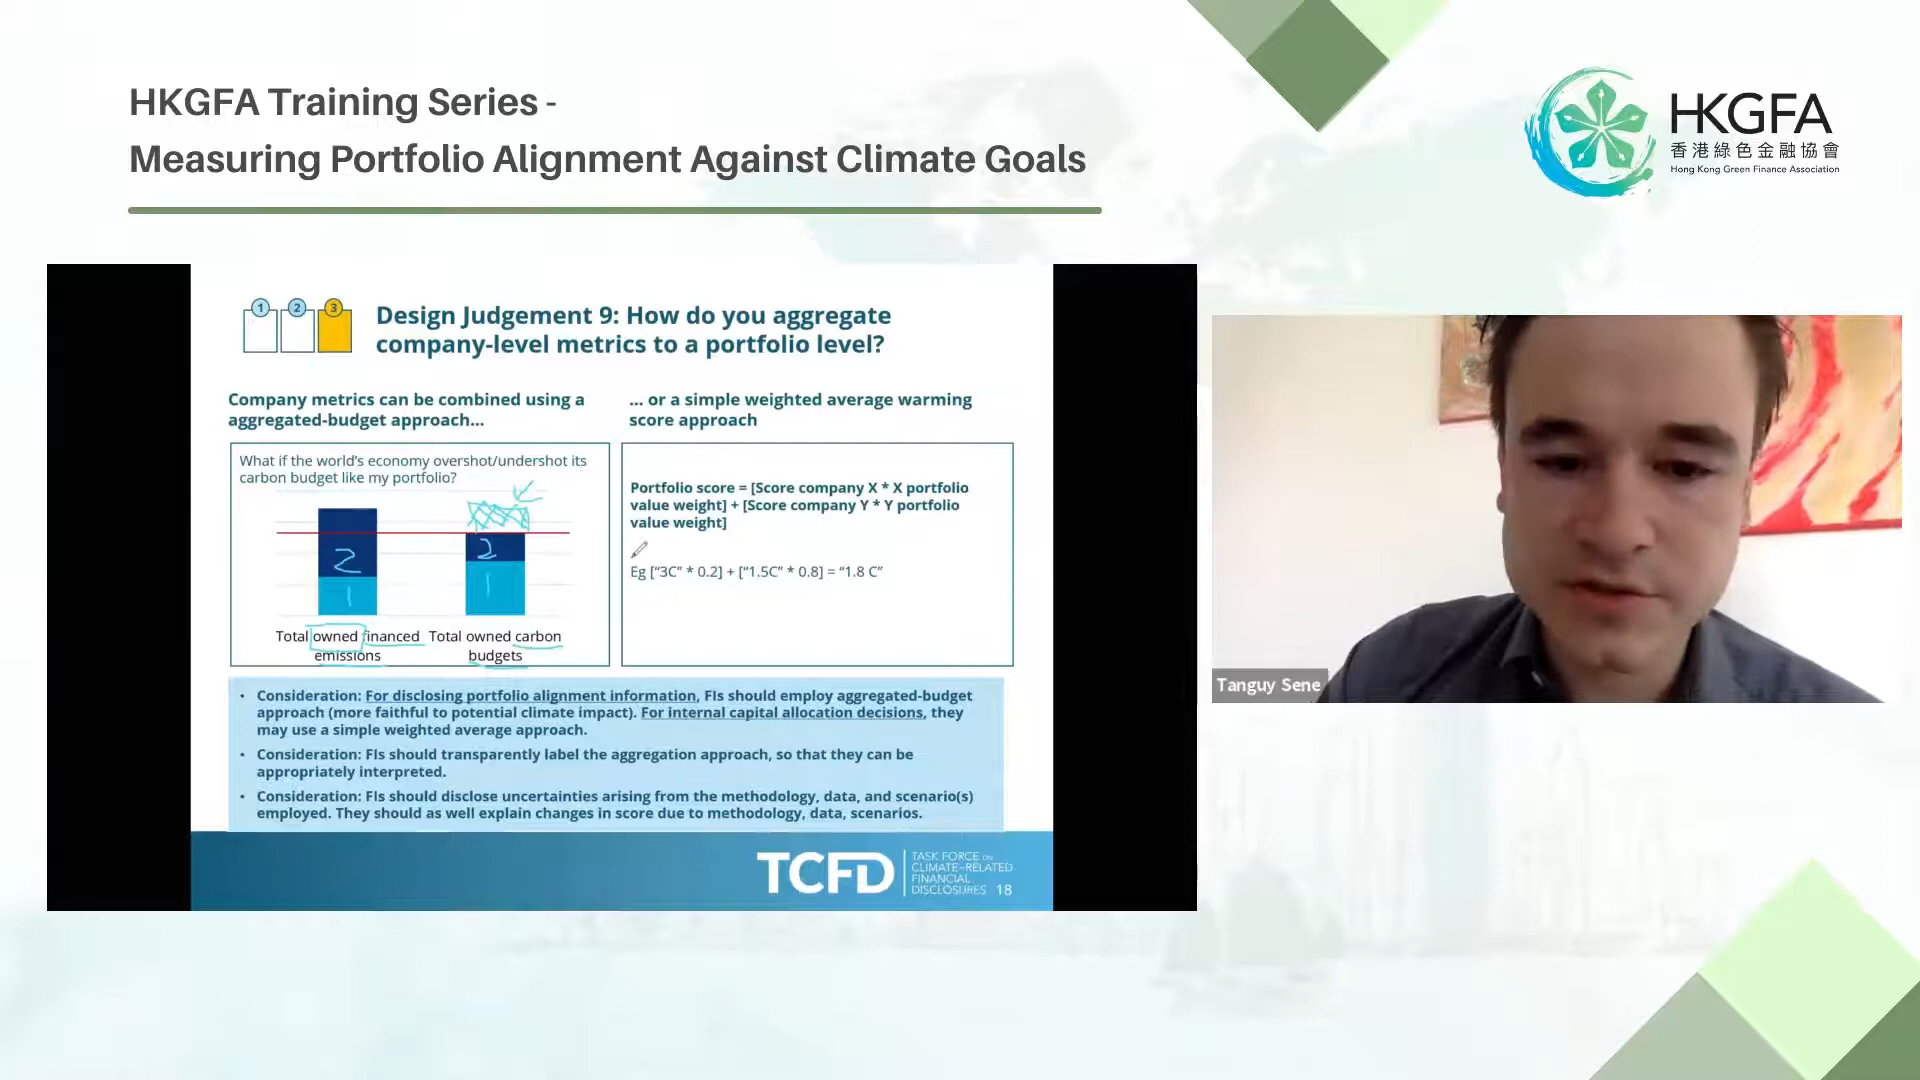 HKGFA Training Series -
Measuring Portfolio Alignment Against Climate Goals
HKGFA
香港綠色金融協會
Hong Kong Green Finance Association
1 2 3
Design Judgement 9: How do you aggregate
company-level metrics to a portfolio level?
Company metrics can be combined using a
aggregated-budget approach...
What if the world's economy overshot/undershot its
carbon budget like my portfolio?
2
1
2
1
Total owned financed
emissions
Total owned carbon
budgets
... or a simple weighted average warming
score approach
Portfolio score = [Score company X * X portfolio
value weight] + [Score company Y * Y portfolio
value weight]
Eg ["3C" * 0.2] + ["1.5C" * 0.8] = "1.8 C"
• Consideration: For disclosing portfolio alignment information, FIs should employ aggregated-budget
approach (more faithful to potential climate impact). For internal capital allocation decisions, they
may use a simple weighted average approach.
• Consideration: FIs should transparently label the aggregation approach, so that they can be
appropriately interpreted.
• Consideration: FIs should disclose uncertainties arising from the methodology, data, and scenario(s)
employed. They should as well explain changes in score due to methodology, data, scenarios.
TCFD
TASK FORCE ON
CLIMATE-RELATED
FINANCIAL
DISCLOSURES 18
Tanguy Sene